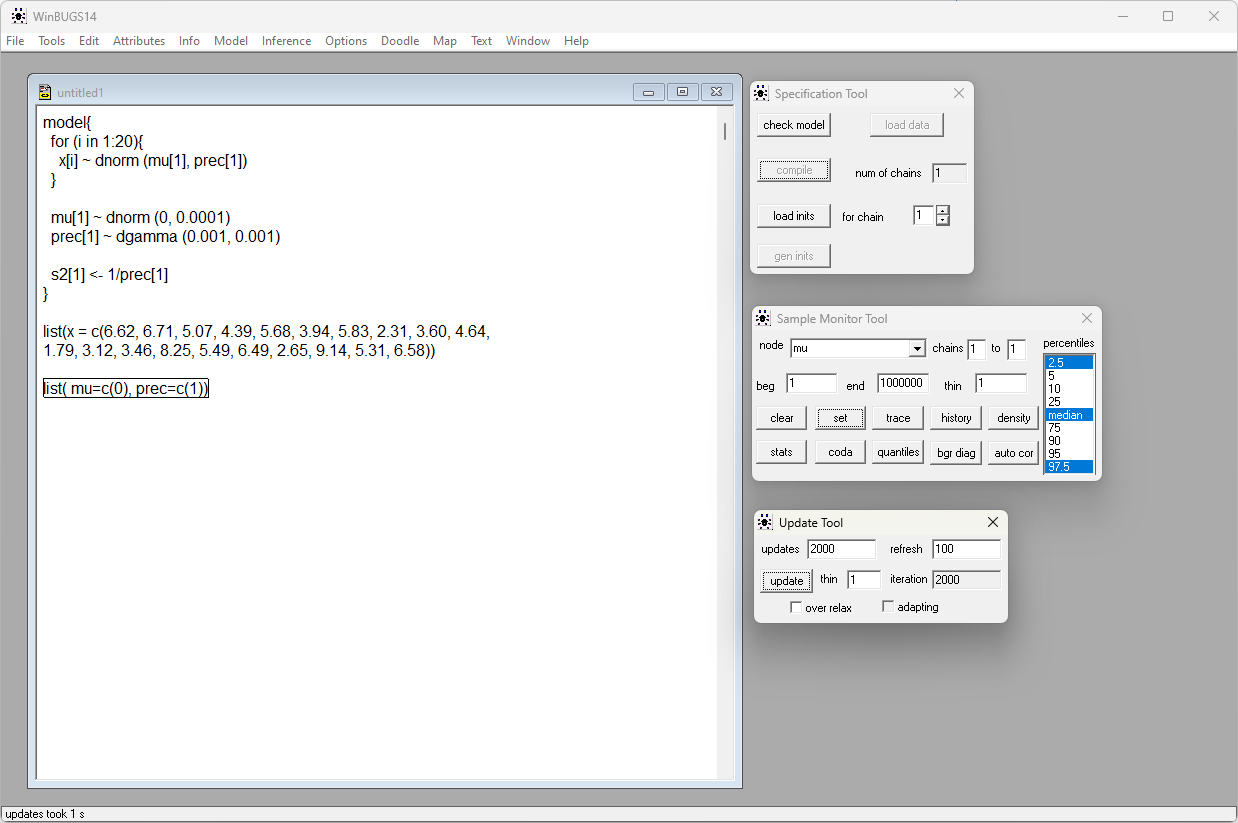 WinBUGS14
File Tools Edit Attributes Info Model Inference Options Doodle Map Text Window Help
untitled1
model{
for (i in 1:20){
x[i] ~ dnorm (mu[1], prec[1])
}
mu[1] ~ dnorm (0, 0.0001)
prec[1] ~ dgamma (0.001, 0.001)
s2[1] <- 1/prec[1]
}
list(x = c(6.62, 6.71, 5.07, 4.39, 5.68, 3.94, 5.83, 2.31, 3.60, 4.64,
1.79, 3.12, 3.46, 8.25, 5.49, 6.49, 2.65, 9.14, 5.31, 6.58))
list( mu=c(0), prec=c(1))
Specification Tool
check model load data
compile num of chains 1
load inits for chain 1
gen inits
Sample Monitor Tool
node mu chains 1 to 1 percentiles
beg 1 end 1000000 thin 1
clear set trace history density
stats coda quantiles bgr diag auto cor
2.5
5
10
25
median
75
90
95
97.5
Update Tool
updates 2000 refresh 100
update thin 1 iteration 2000
over relax adapting
updates took 1 s